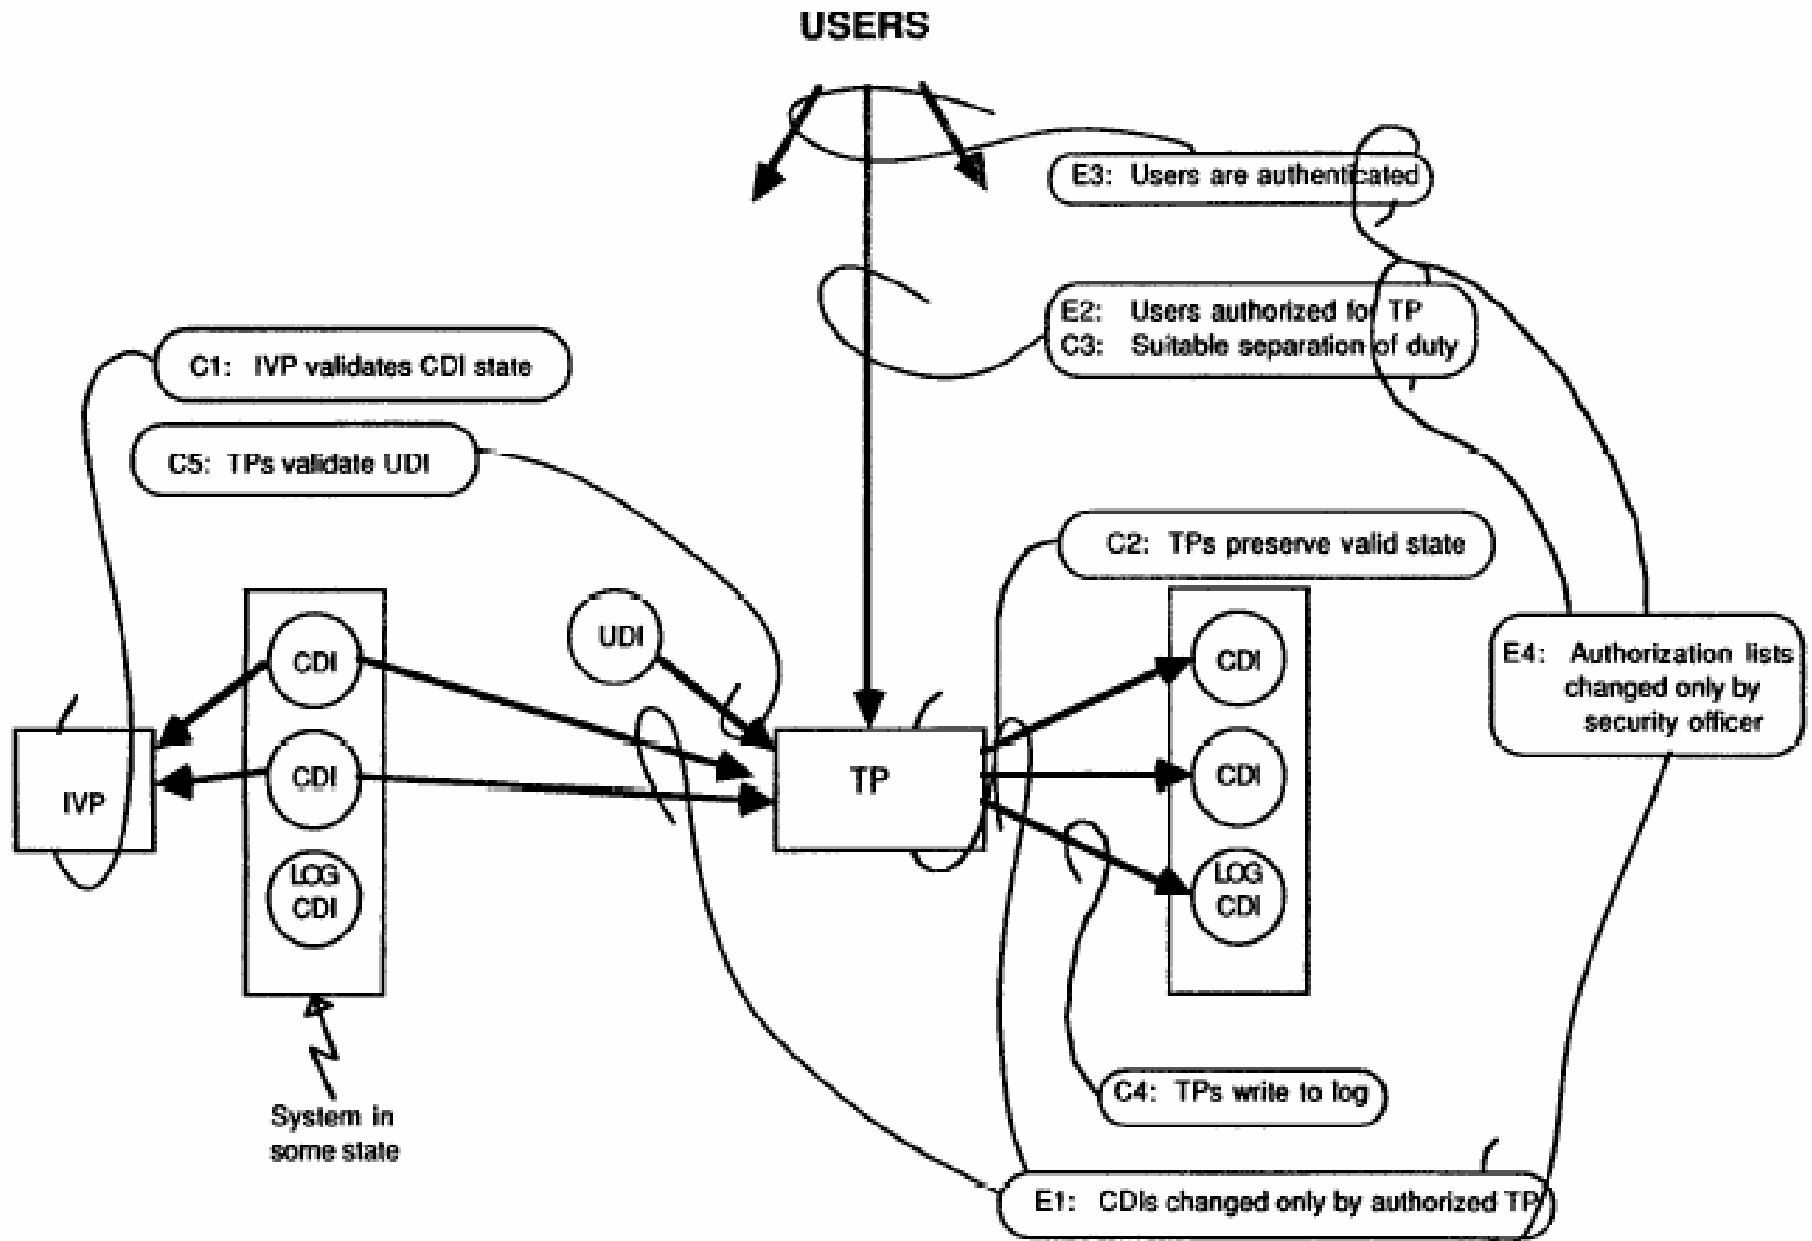 USERS
E3: Users are authenticated
E2: Users authorized for TP
C3: Suitable separation of duty
C1: IVP validates CDI state
C5: TPs validate UDI
C2: TPs preserve valid state
CDI
UDI
CDI
E4: Authorization lists
changed only by
security officer
IVP
CDI
TP
CDI
LOG
CDI
LOG
CDI
C4: TPs write to log
System in
some state
E1: CDIs changed only by authorized TP